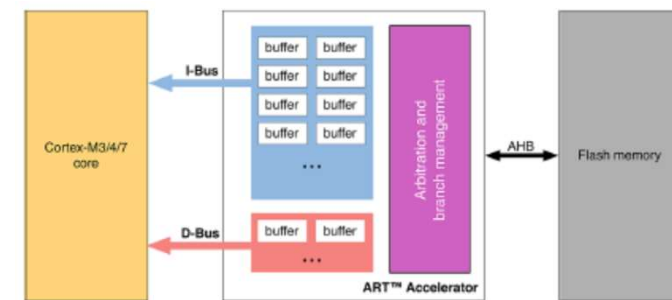 Cortex-M3/4/7
core
I-Bus
D-Bus
buffer buffer
buffer buffer
buffer buffer
buffer buffer
...
buffer buffer
...
Arbitration and
branch management
ART™ Accelerator
AHB
Flash memory